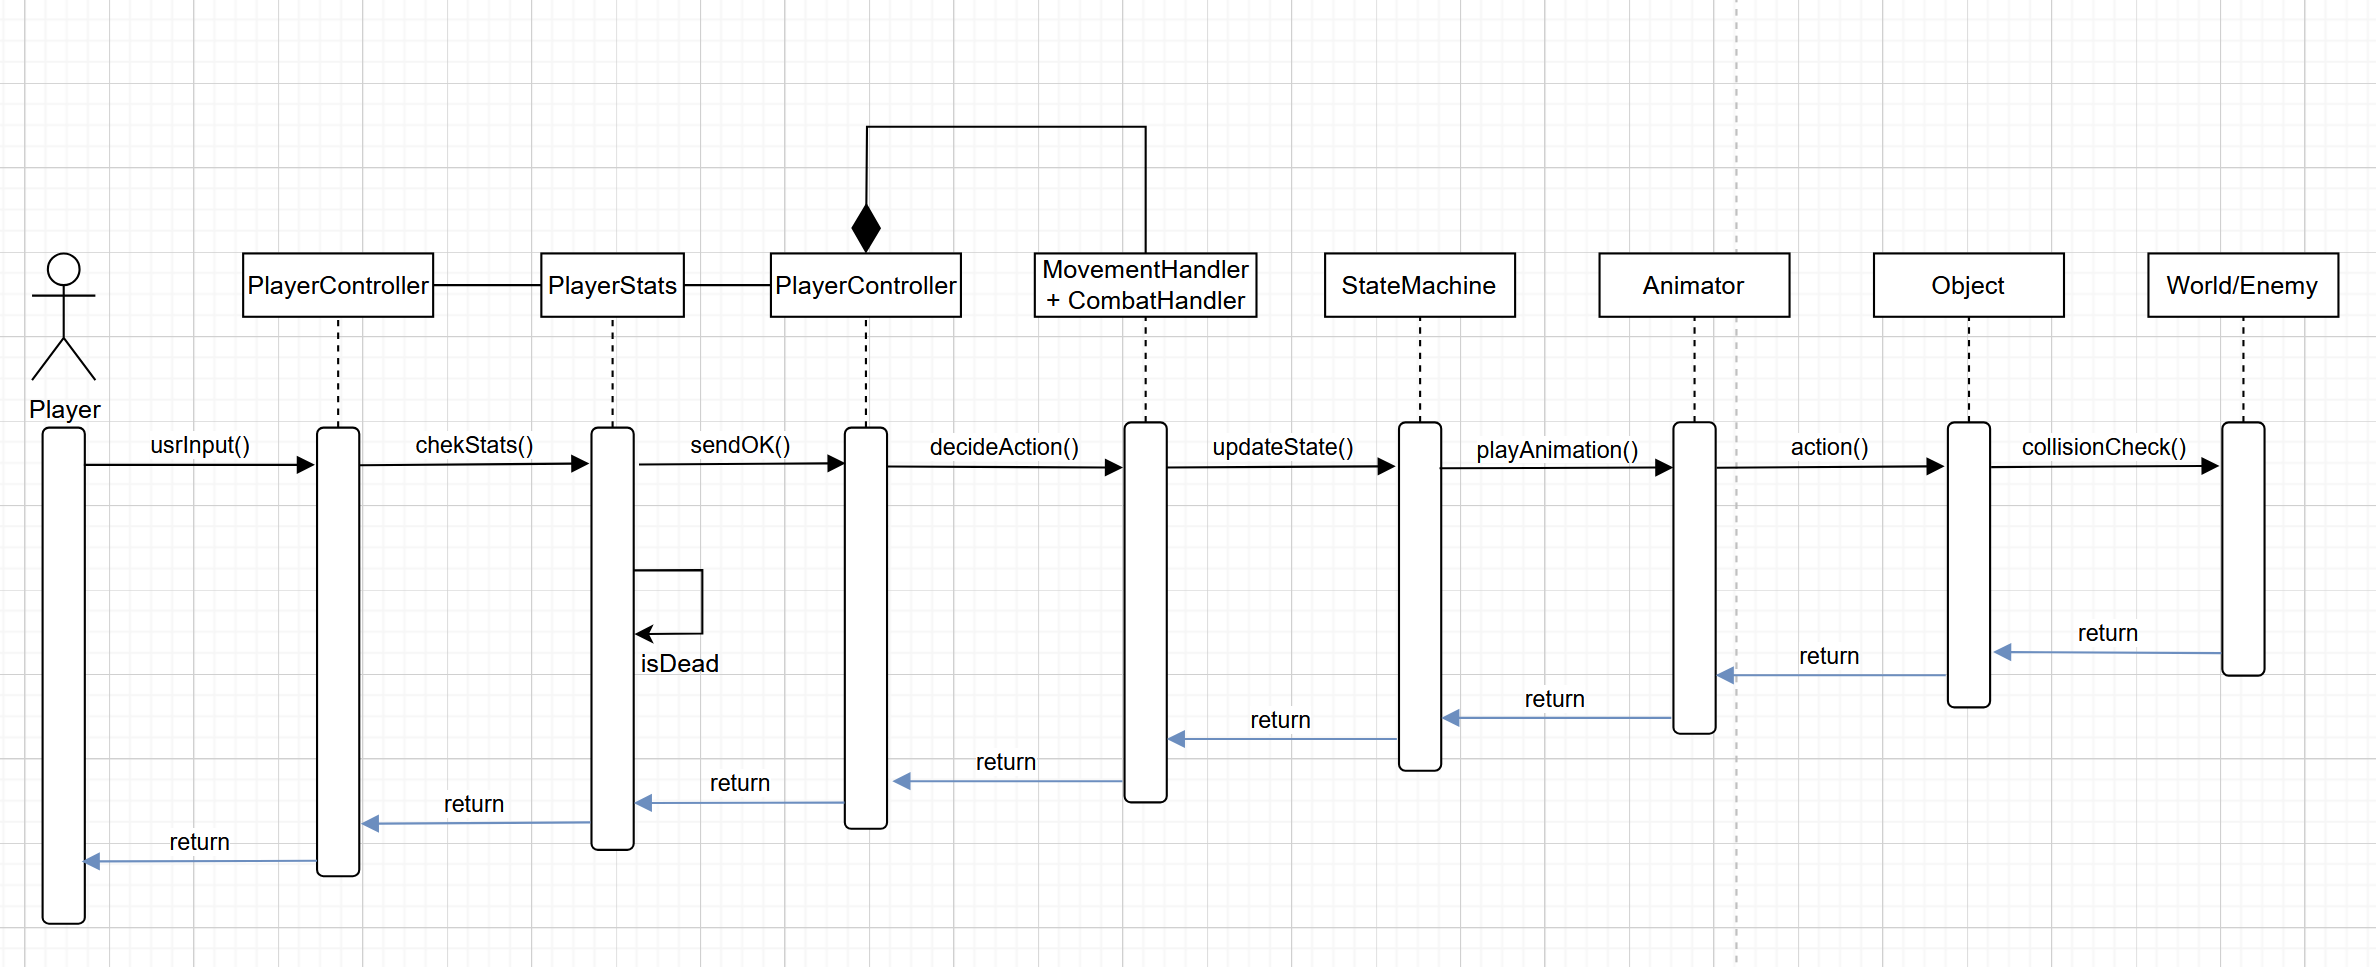 PlayerController
PlayerStats
PlayerController
MovementHandler
+ CombatHandler
StateMachine
Animator
Object
World/Enemy
Player
usrInput()
chekStats()
sendOK()
decideAction()
updateState()
playAnimation()
action()
collisionCheck()
isDead
return
return
return
return
return
return
return
return